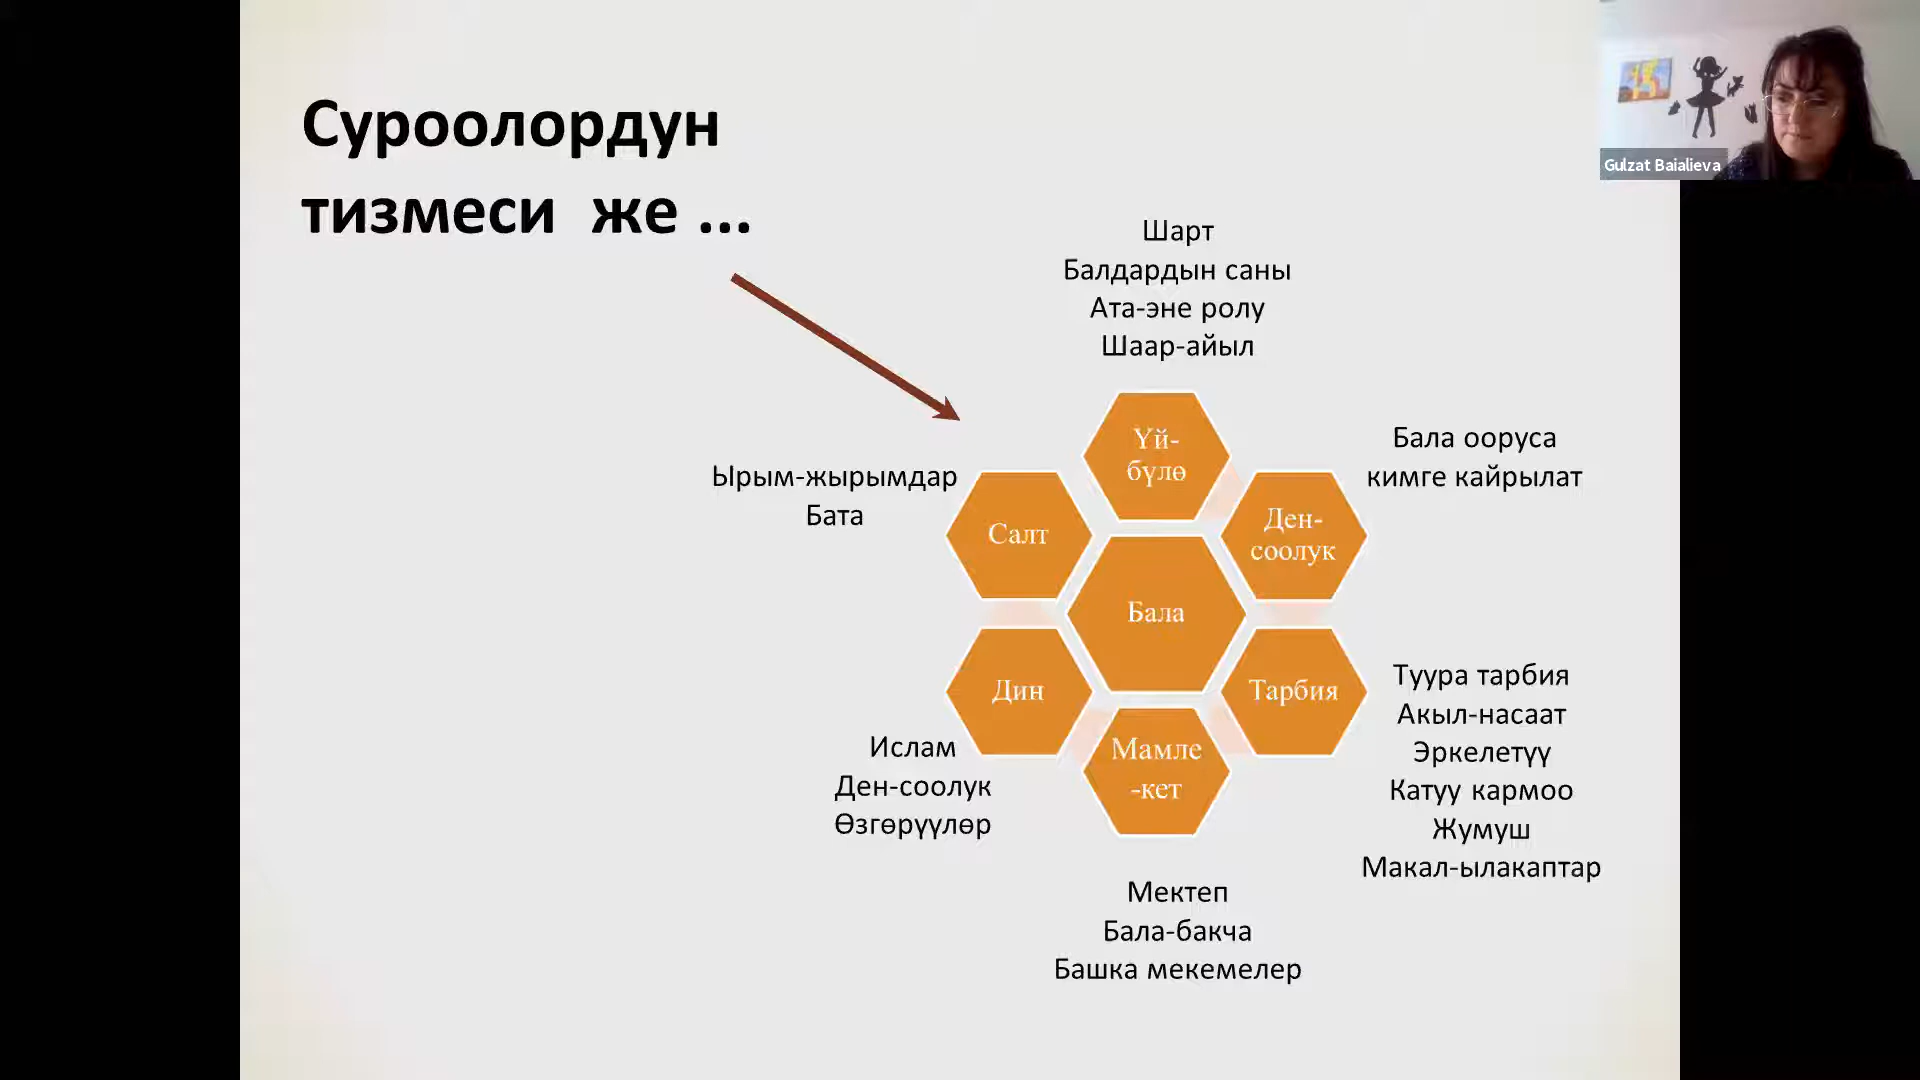 Суроолордун
тизмеси же ...
Gulzat Baialieva
Шарт
Балдардын саны
Ата-эне ролу
Шаар-айыл
Үй-
бүлө
Бала ооруса
кимге кайрылат
Ден-
соолук
Ырым-жырымдар
Бата
Салт
Бала
Дин
Ислам
Ден-соолук
Өзгөрүүлөр
Тарбия
Туура тарбия
Акыл-насаат
Эркелетүү
Катуу кармоо
Жумуш
Макал-ылакаптар
Мамле
-кет
Мектеп
Бала-бакча
Башка мекемелер